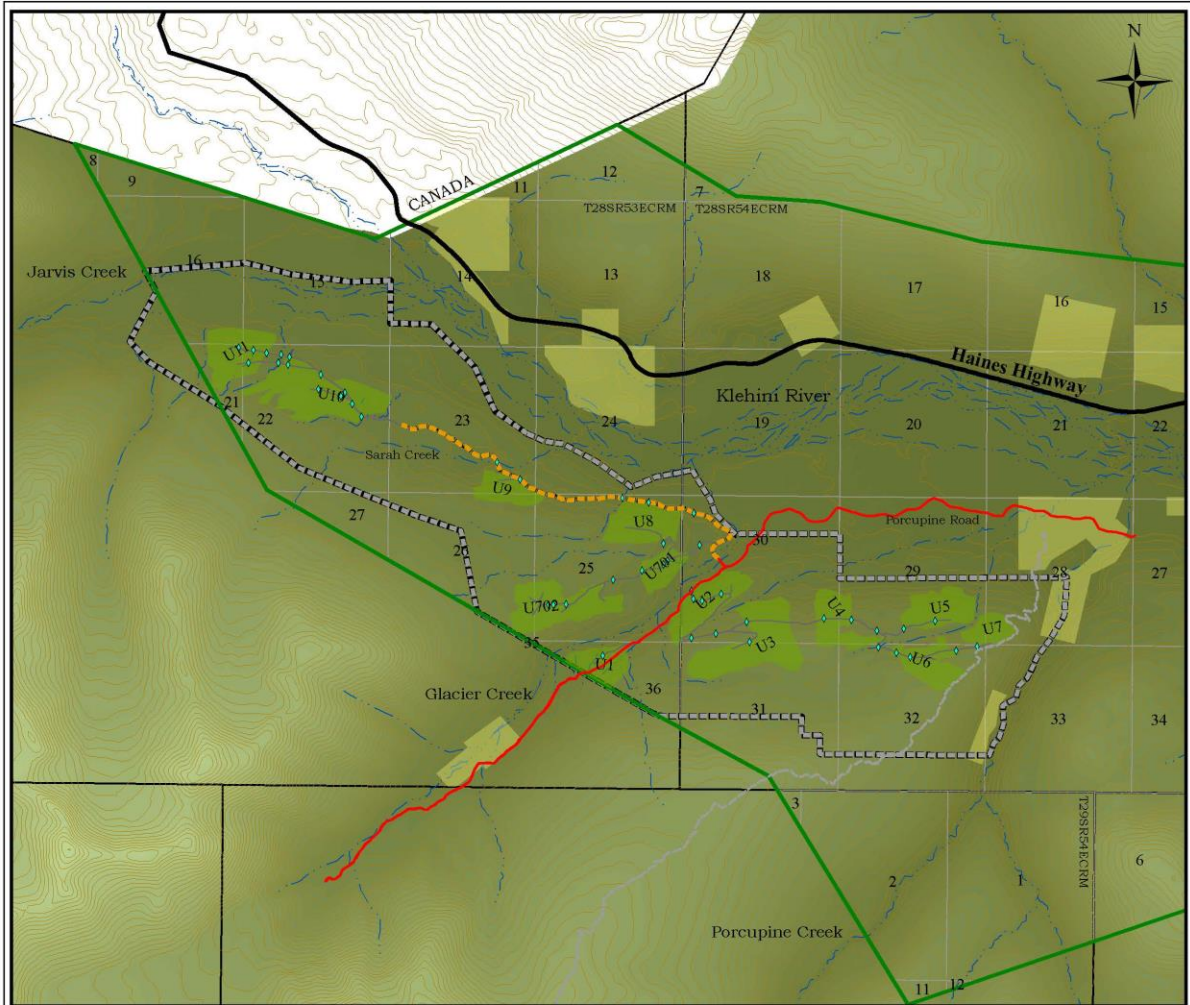 N
8
9
11
12
CANADA
7
T28SR53ECRM
T28SR54ECRM
Jarvis Creek
16
15
14
13
18
17
16
15
Haines Highway
U11
U10
Klehini River
21
22
23
24
19
20
21
22
Sarah Creek
U9
27
26
U8
Porcupine Road
30
25
U701
29
28
27
U702
U2
U4
U5
U7
U3
U6
35
U1
36
Glacier Creek
31
32
33
34
3
T29SR54ECRM
6
2
1
Porcupine Creek
11
12